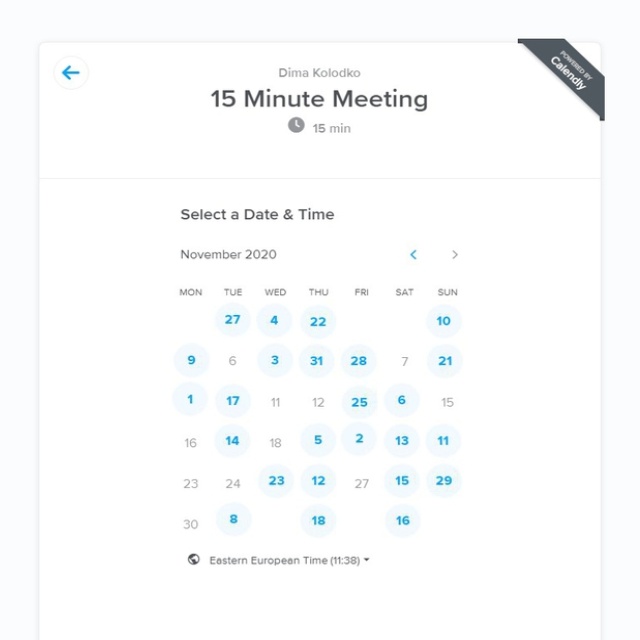 POWERED BY
Calendly
Dima Kolodko
15 Minute Meeting
15 min
Select a Date & Time
November 2020
MON TUE WED THU FRI SAT SUN
27 4 22 10
9 6 3 31 28 7 21
1 17 11 12 25 6 15
16 14 18 5 2 13 11
23 24 23 12 27 15 29
30 8 18 16
Eastern European Time (11:38)